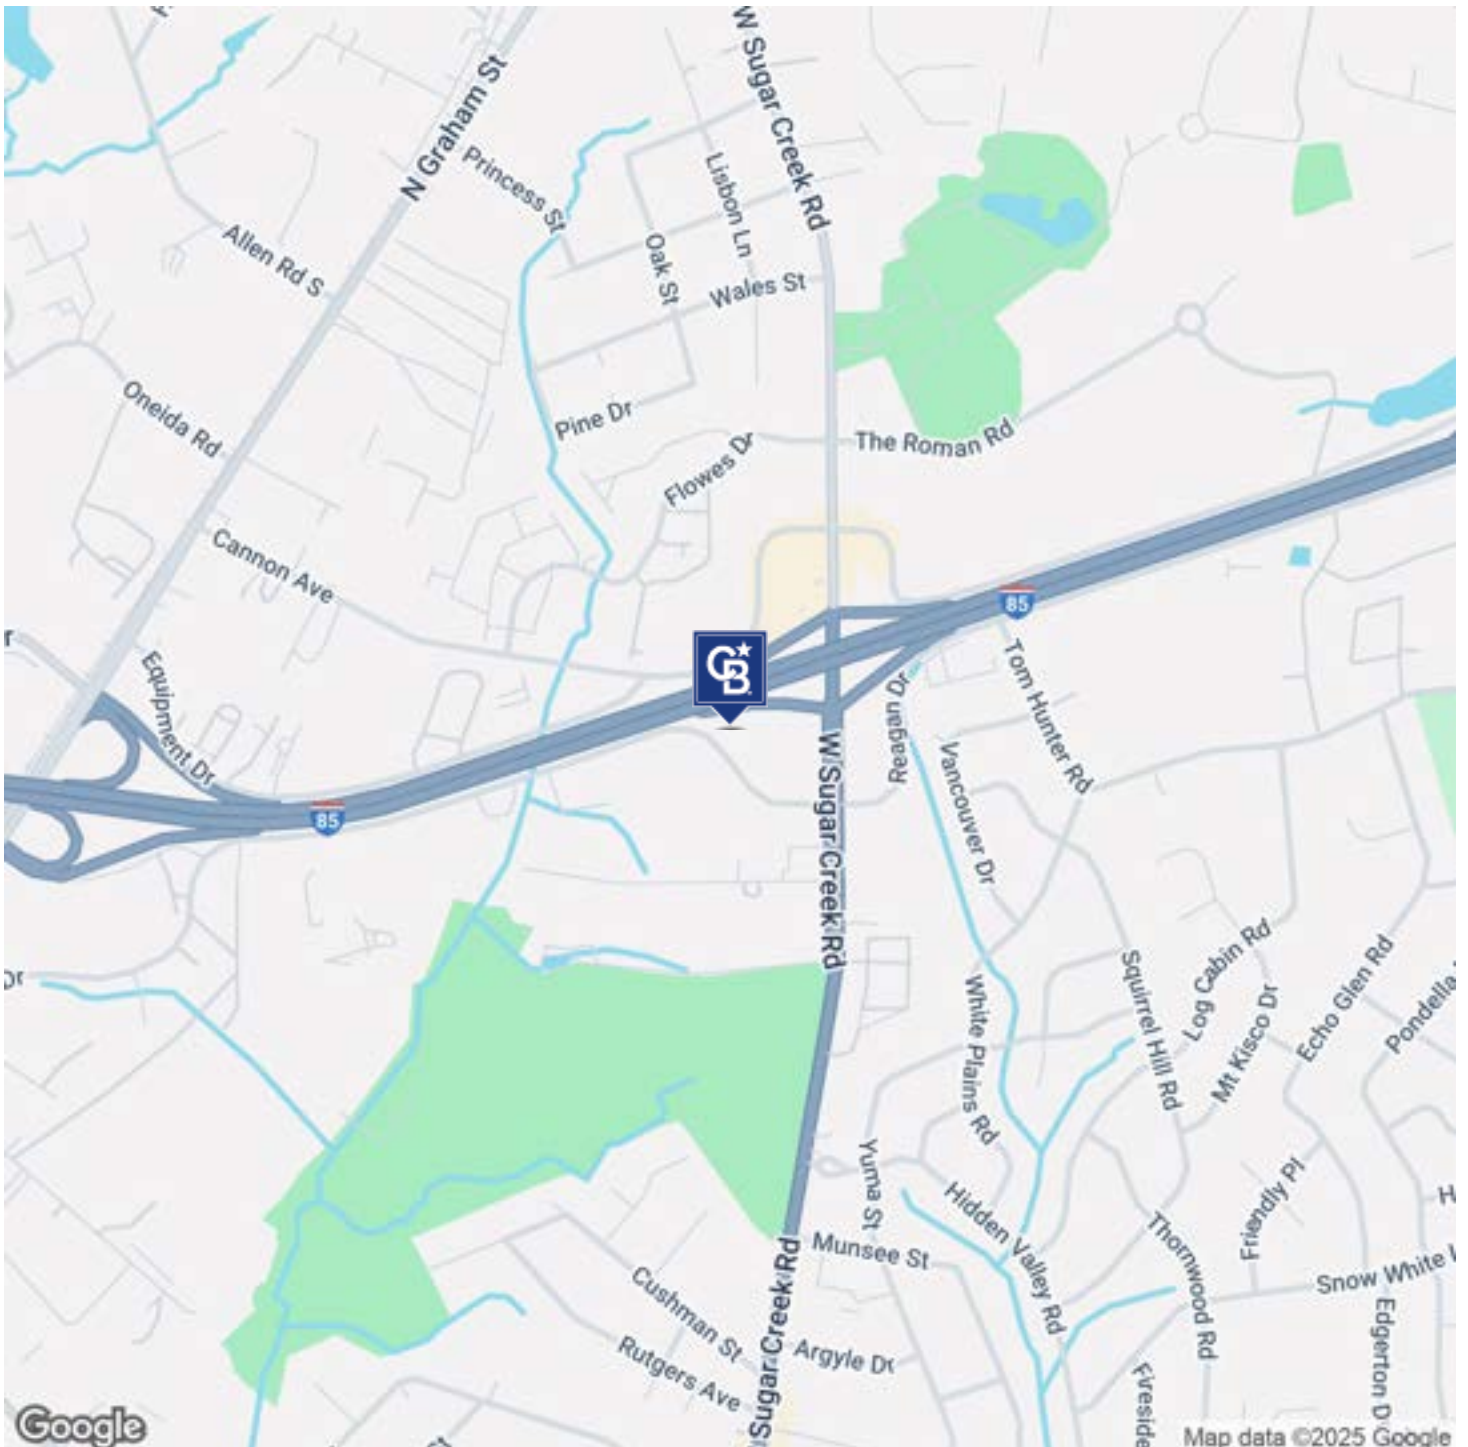 W Sugar Creek Rd
N Graham St
Princess St
Lisbon Ln
Allen Rd S
Oak St
Wales St
Oneida Rd
Pine Dr
The Roman Rd
Flowes Dr
Cannon Ave
85
CB
Equipment Dr
Reagan Dr
Tom Hunter Rd
Vancouver Dr
85
W Sugar Creek Rd
Dr
Log Cabin Rd
Squirrel Hill Rd
Echo Glen Rd
Mt Kisco Dr
Pondella
White Plains Rd
Yuma St
Friendly Pl
Hidden Valley Rd
Thornwood Rd
Munsee St
Snow White
Cushman St
Sugar Creek Rd
Argyle Dr
Rutgers Ave
Edgerton D
Fireside
Google
Map data ©2025 Google